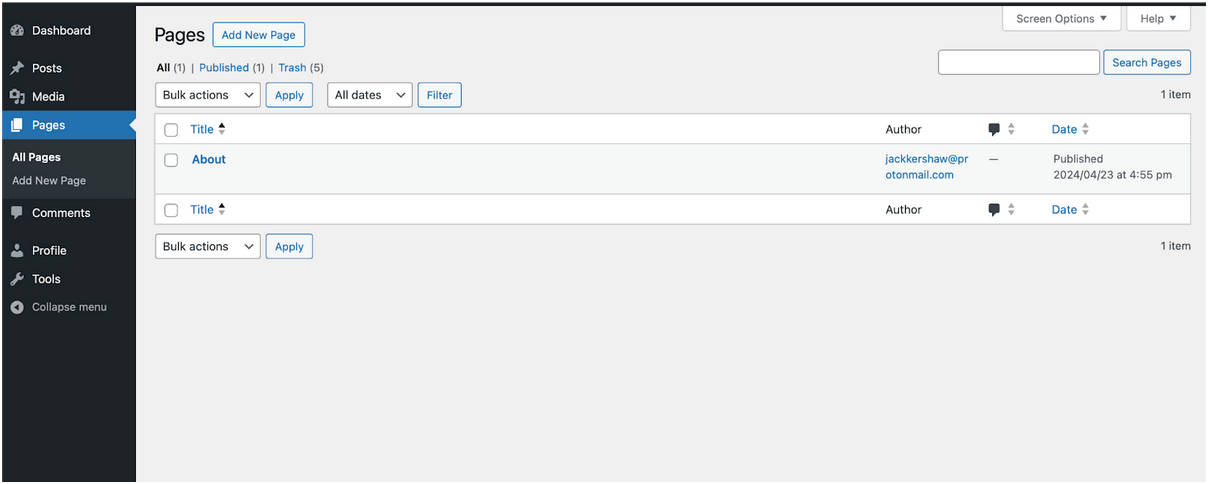 Dashboard
Posts
Media
Pages
All Pages
Add New Page
Comments
Profile
Tools
Collapse menu
Screen Options ▼
Help ▼
Pages
Add New Page
All (1) | Published (1) | Trash (5)
Search Pages
Bulk actions
Apply
All dates
Filter
1 item
Title
Author
Date
About
jackkershaw@pr
otonmail.com
—
Published
2024/04/23 at 4:55 pm
Title
Author
Date
Bulk actions
Apply
1 item